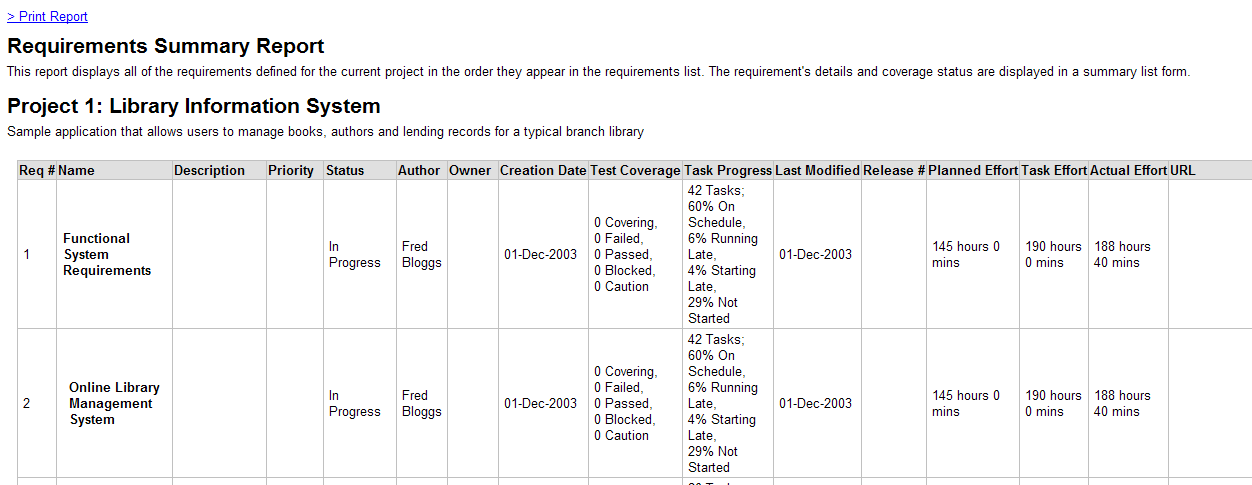 > Print Report
Requirements Summary Report
This report displays all of the requirements defined for the current project in the order they appear in the requirements list. The requirement's details and coverage status are displayed in a summary list form.
Project 1: Library Information System
Sample application that allows users to manage books, authors and lending records for a typical branch library
Req # Name Description Priority Status Author Owner Creation Date Test Coverage Task Progress Last Modified Release # Planned Effort Task Effort Actual Effort URL
1
Functional
System
Requirements
In
Progress
Fred
Bloggs
01-Dec-2003
0 Covering,
0 Failed,
0 Passed,
0 Blocked,
0 Caution
42 Tasks;
60% On
Schedule,
6% Running
Late,
4% Starting
Late,
29% Not
Started
01-Dec-2003
145 hours 0
mins
190 hours
0 mins
188 hours
40 mins
2
Online Library
Management
System
In
Progress
Fred
Bloggs
01-Dec-2003
0 Covering,
0 Failed,
0 Passed,
0 Blocked,
0 Caution
42 Tasks;
60% On
Schedule,
6% Running
Late,
4% Starting
Late,
29% Not
Started
01-Dec-2003
145 hours 0
mins
190 hours
0 mins
188 hours
40 mins